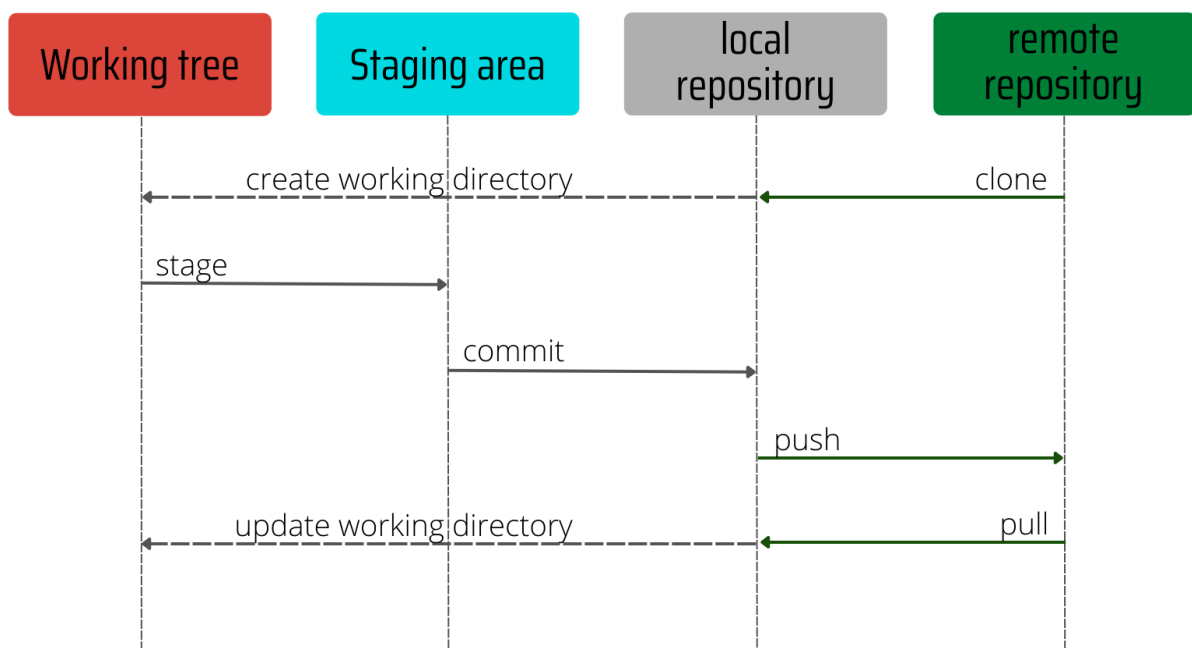 Working tree
Staging area
local
repository
remote
repository
create working directory
clone
stage
commit
push
update working directory
pull